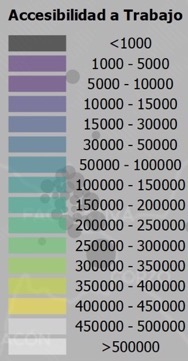 Accesibilidad a Trabajo
<1000
1000 - 5000
5000 - 10000
10000 - 15000
15000 - 30000
30000 - 50000
50000 - 100000
100000 - 150000
150000 - 200000
200000 - 250000
250000 - 300000
300000 - 350000
350000 - 400000
400000 - 450000
450000 - 500000
>500000